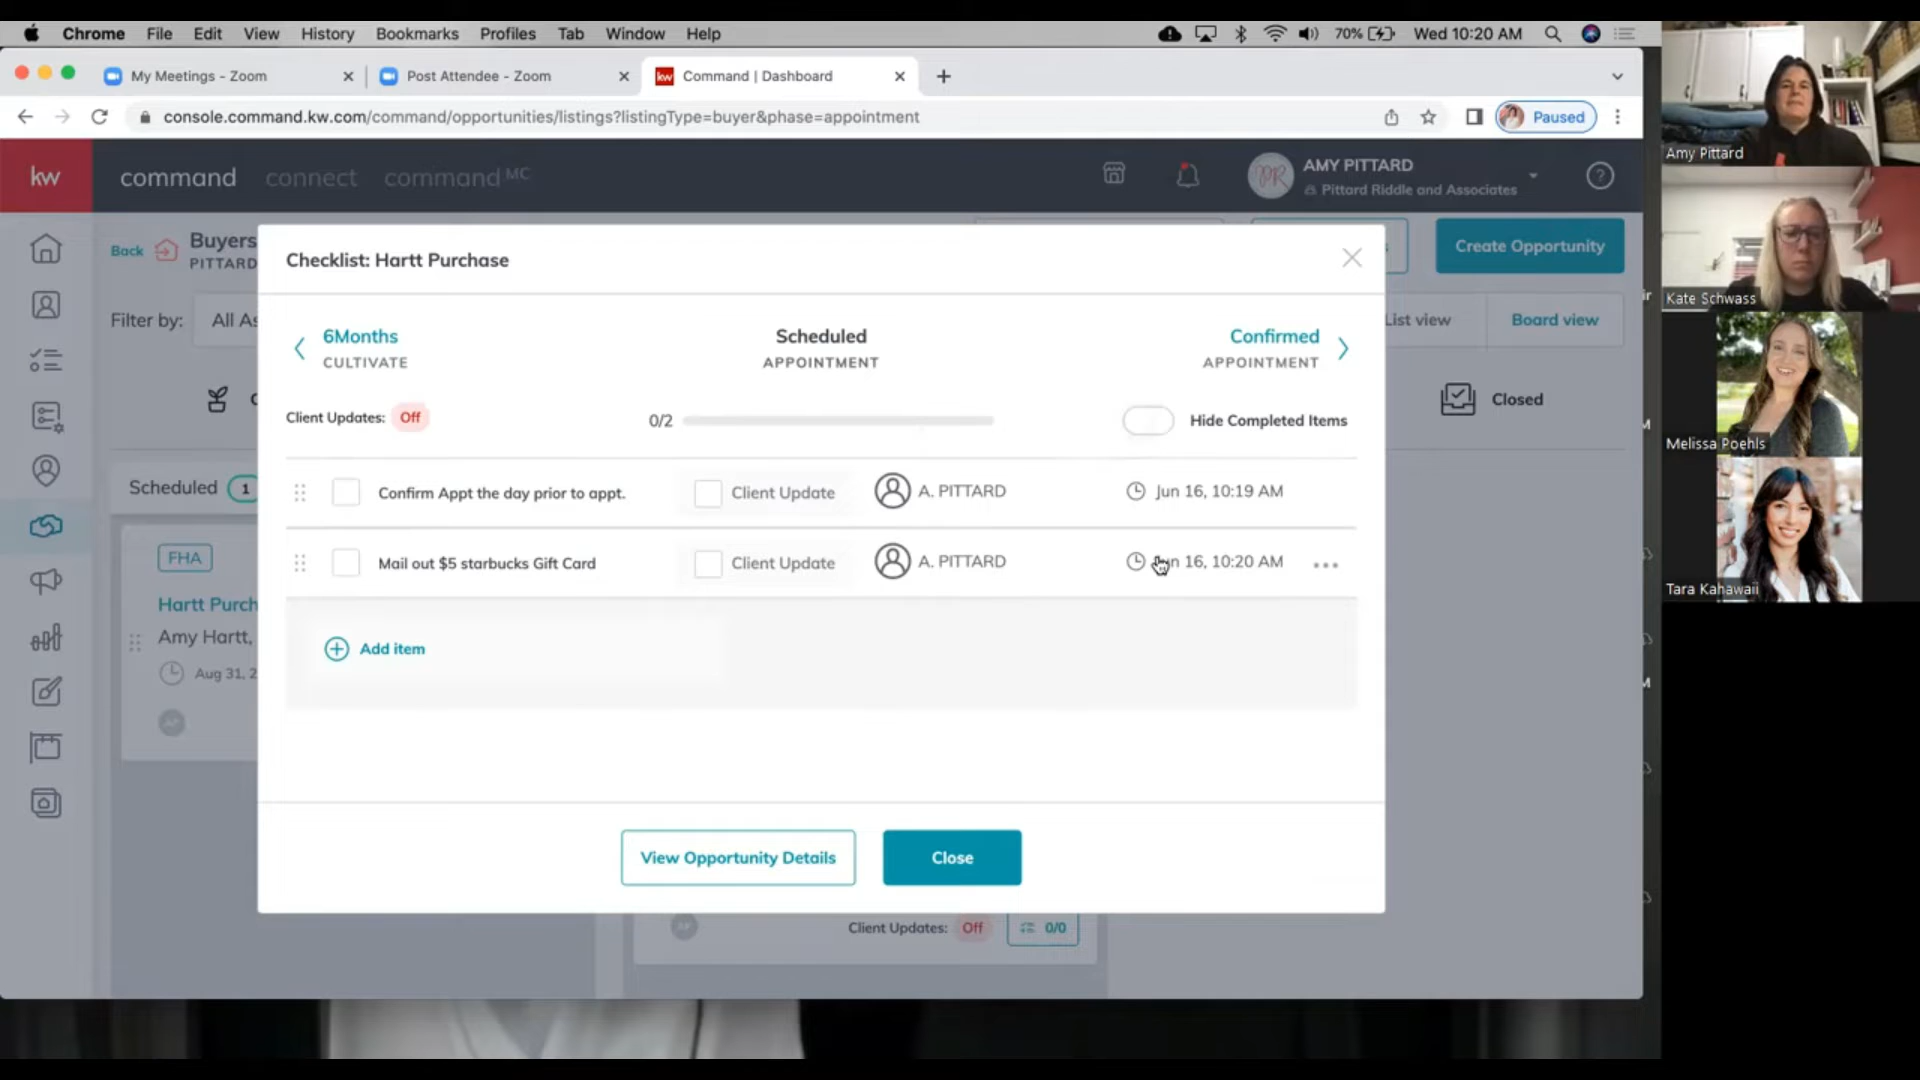 Chrome File Edit View History Bookmarks Profiles Tab Window Help 70% Wed 10:20 AM
My Meetings - Zoom Post Attendee - Zoom kw Command | Dashboard
console.command.kw.com/command/opportunities/listings?listingType=buyer&phase=appointment Paused
kw command connect command MC PR AMY PITTARD
Pittard Riddle and Associates
Back Buyers
PITTARD
Create Opportunity
Filter by: All As
List view Board view
Closed
Scheduled 1
FHA
Hartt Purch
Amy Hartt,
Aug 31, 2
Checklist: Hartt Purchase
6Months Scheduled Confirmed
CULTIVATE APPOINTMENT APPOINTMENT
Client Updates: Off 0/2 Hide Completed Items
Confirm Appt the day prior to appt. Client Update A. PITTARD Jun 16, 10:19 AM
Mail out $5 starbucks Gift Card Client Update A. PITTARD Jun 16, 10:20 AM
Add item
View Opportunity Details Close
Client Updates: Off 0/0
Amy Pittard
Kate Schwass
Melissa Poehls
Tara Kahawaii